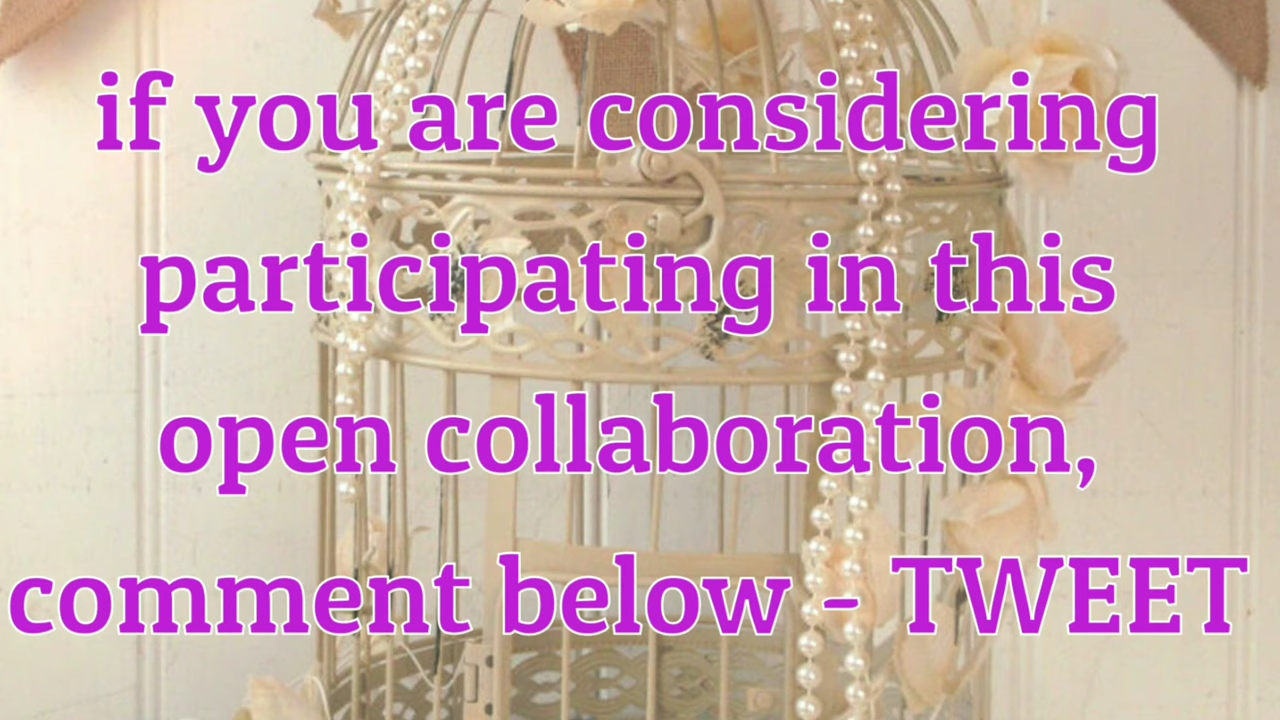 if you are considering
participating in this
open collaboration,
comment below - TWEET